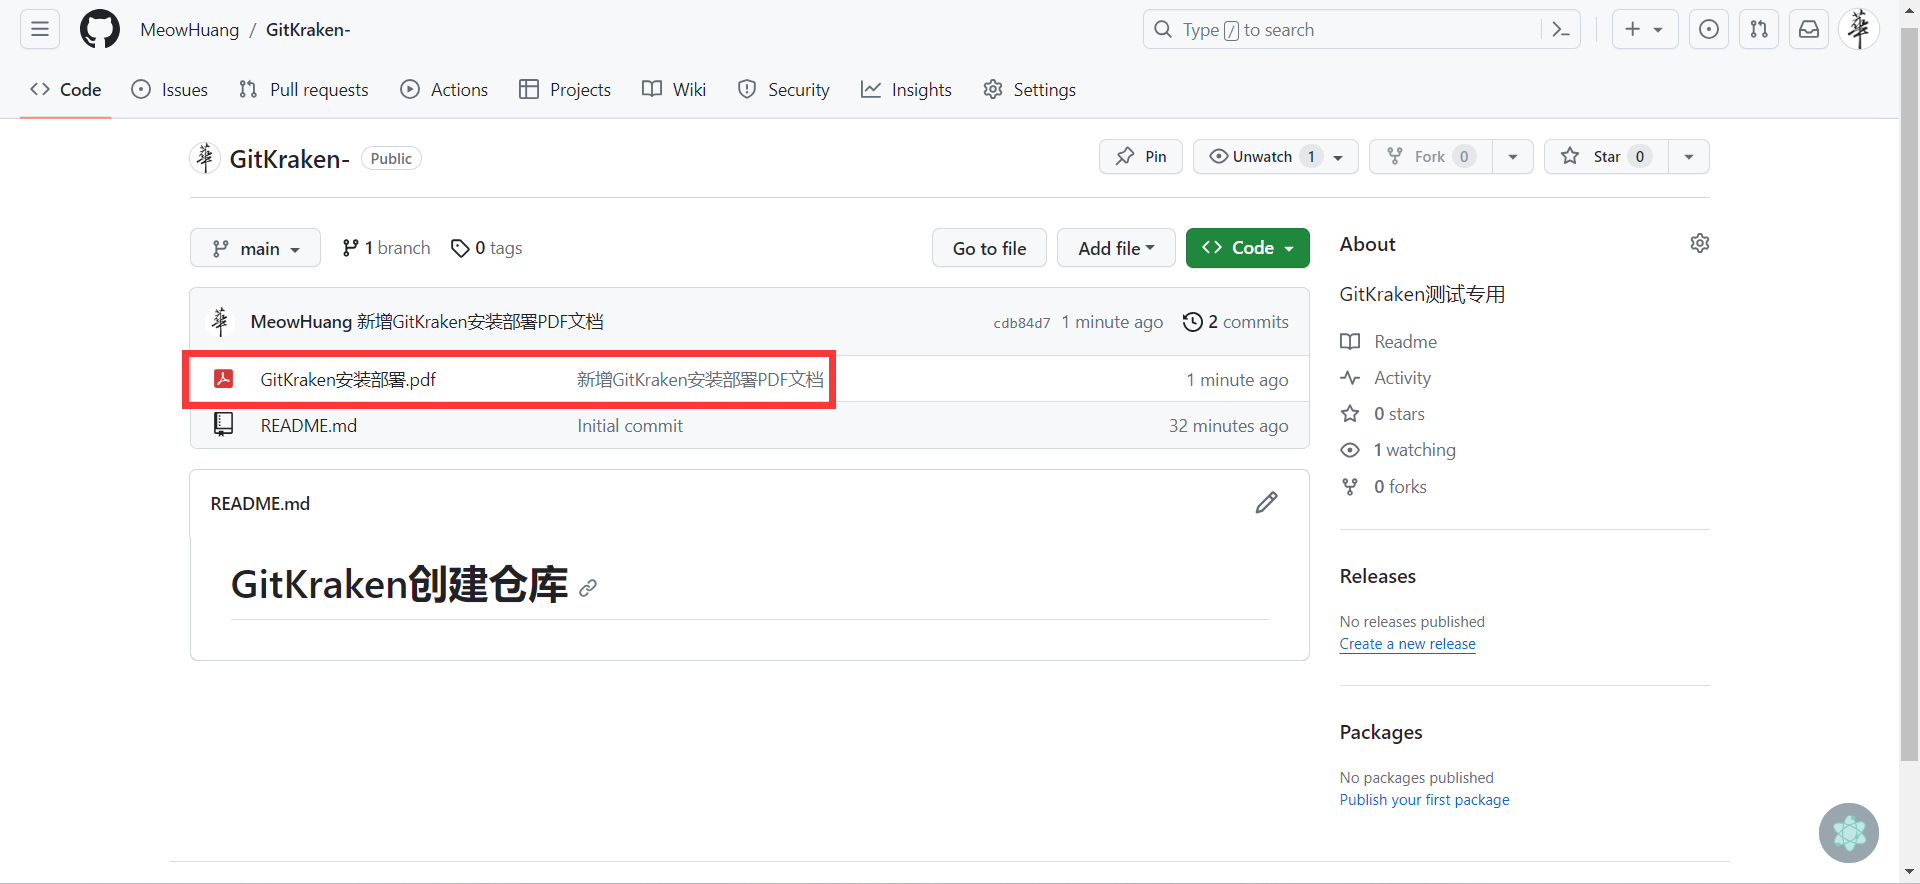 MeowHuang / GitKraken-
Type / to search
Code Issues Pull requests Actions Projects Wiki Security Insights Settings
GitKraken- Public
Pin Unwatch 1 Fork 0 Star 0
main 1 branch 0 tags Go to file Add file Code
MeowHuang 新增GitKraken安装部署PDF文档 cdb84d7 1 minute ago 2 commits
GitKraken安装部署.pdf 新增GitKraken安装部署PDF文档 1 minute ago
README.md Initial commit 32 minutes ago
README.md
GitKraken创建仓库
About
GitKraken测试专用
Readme
Activity
0 stars
1 watching
0 forks
Releases
No releases published
Create a new release
Packages
No packages published
Publish your first package